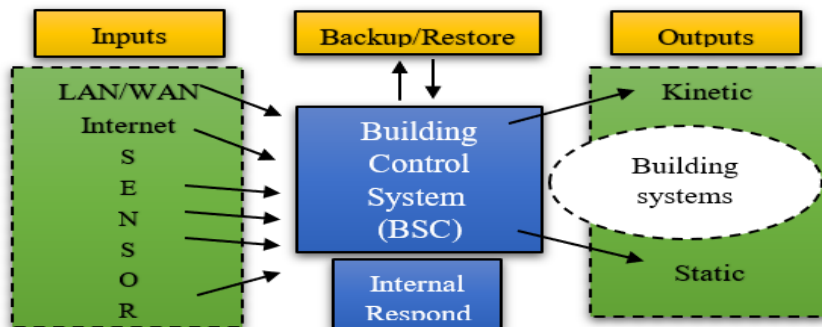 Inputs
Backup/Restore
Outputs
LAN/WAN
Internet
S
E
N
S
O
R
Building
Control
System
(BSC)
Internal
Respond
Kinetic
Building
systems
Static